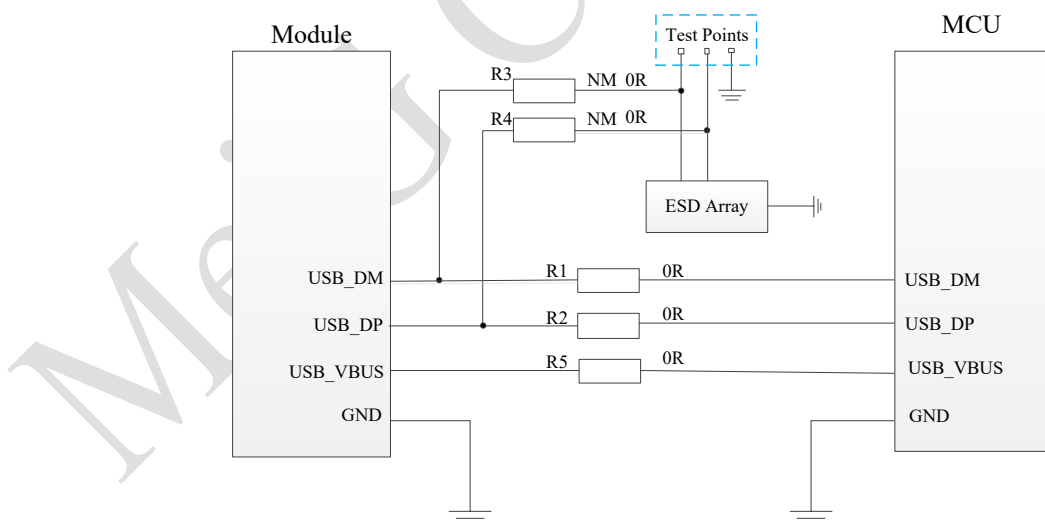 Module
Test Points
MCU
R3 NM 0R
R4 NM 0R
ESD Array
USB_DM R1 0R USB_DM
USB_DP R2 0R USB_DP
USB_VBUS R5 0R USB_VBUS
GND GND